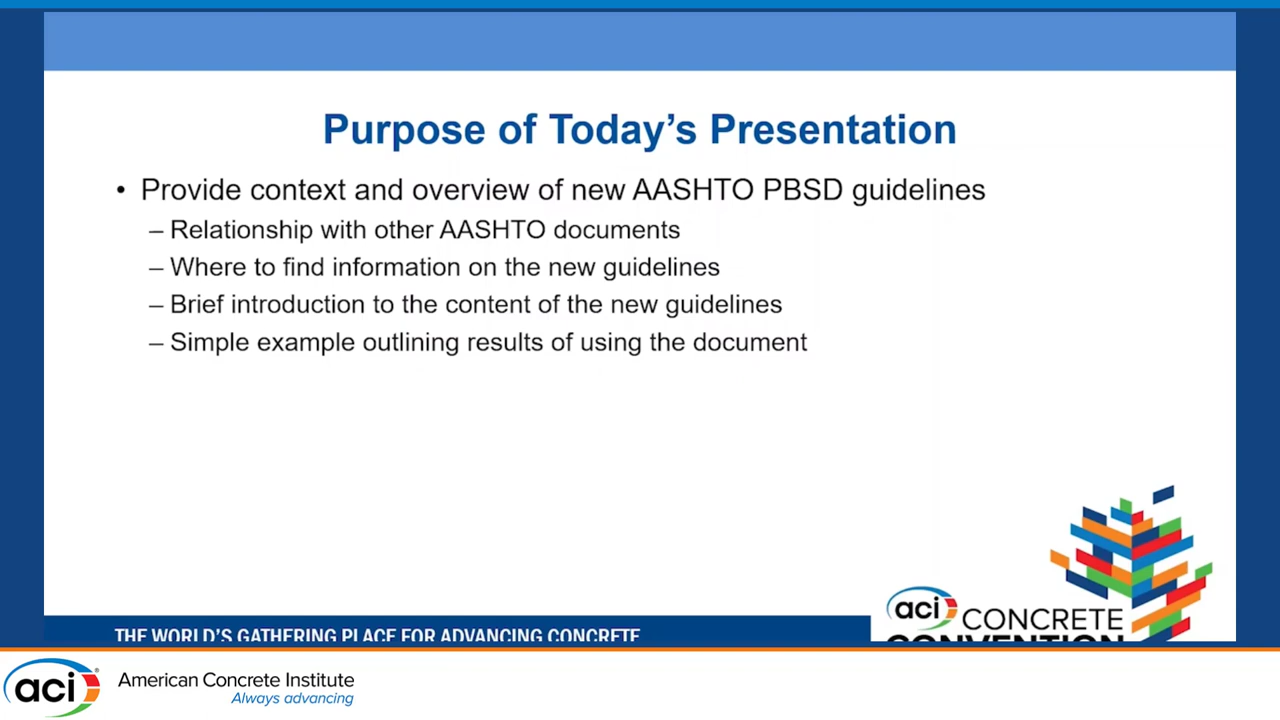 Purpose of Today's Presentation
• Provide context and overview of new AASHTO PBSD guidelines
– Relationship with other AASHTO documents
– Where to find information on the new guidelines
– Brief introduction to the content of the new guidelines
– Simple example outlining results of using the document
THE WORLD'S GATHERING PLACE FOR ADVANCING CONCRETE
aci CONCRETE
CONVENTION
aci® American Concrete Institute
Always advancing